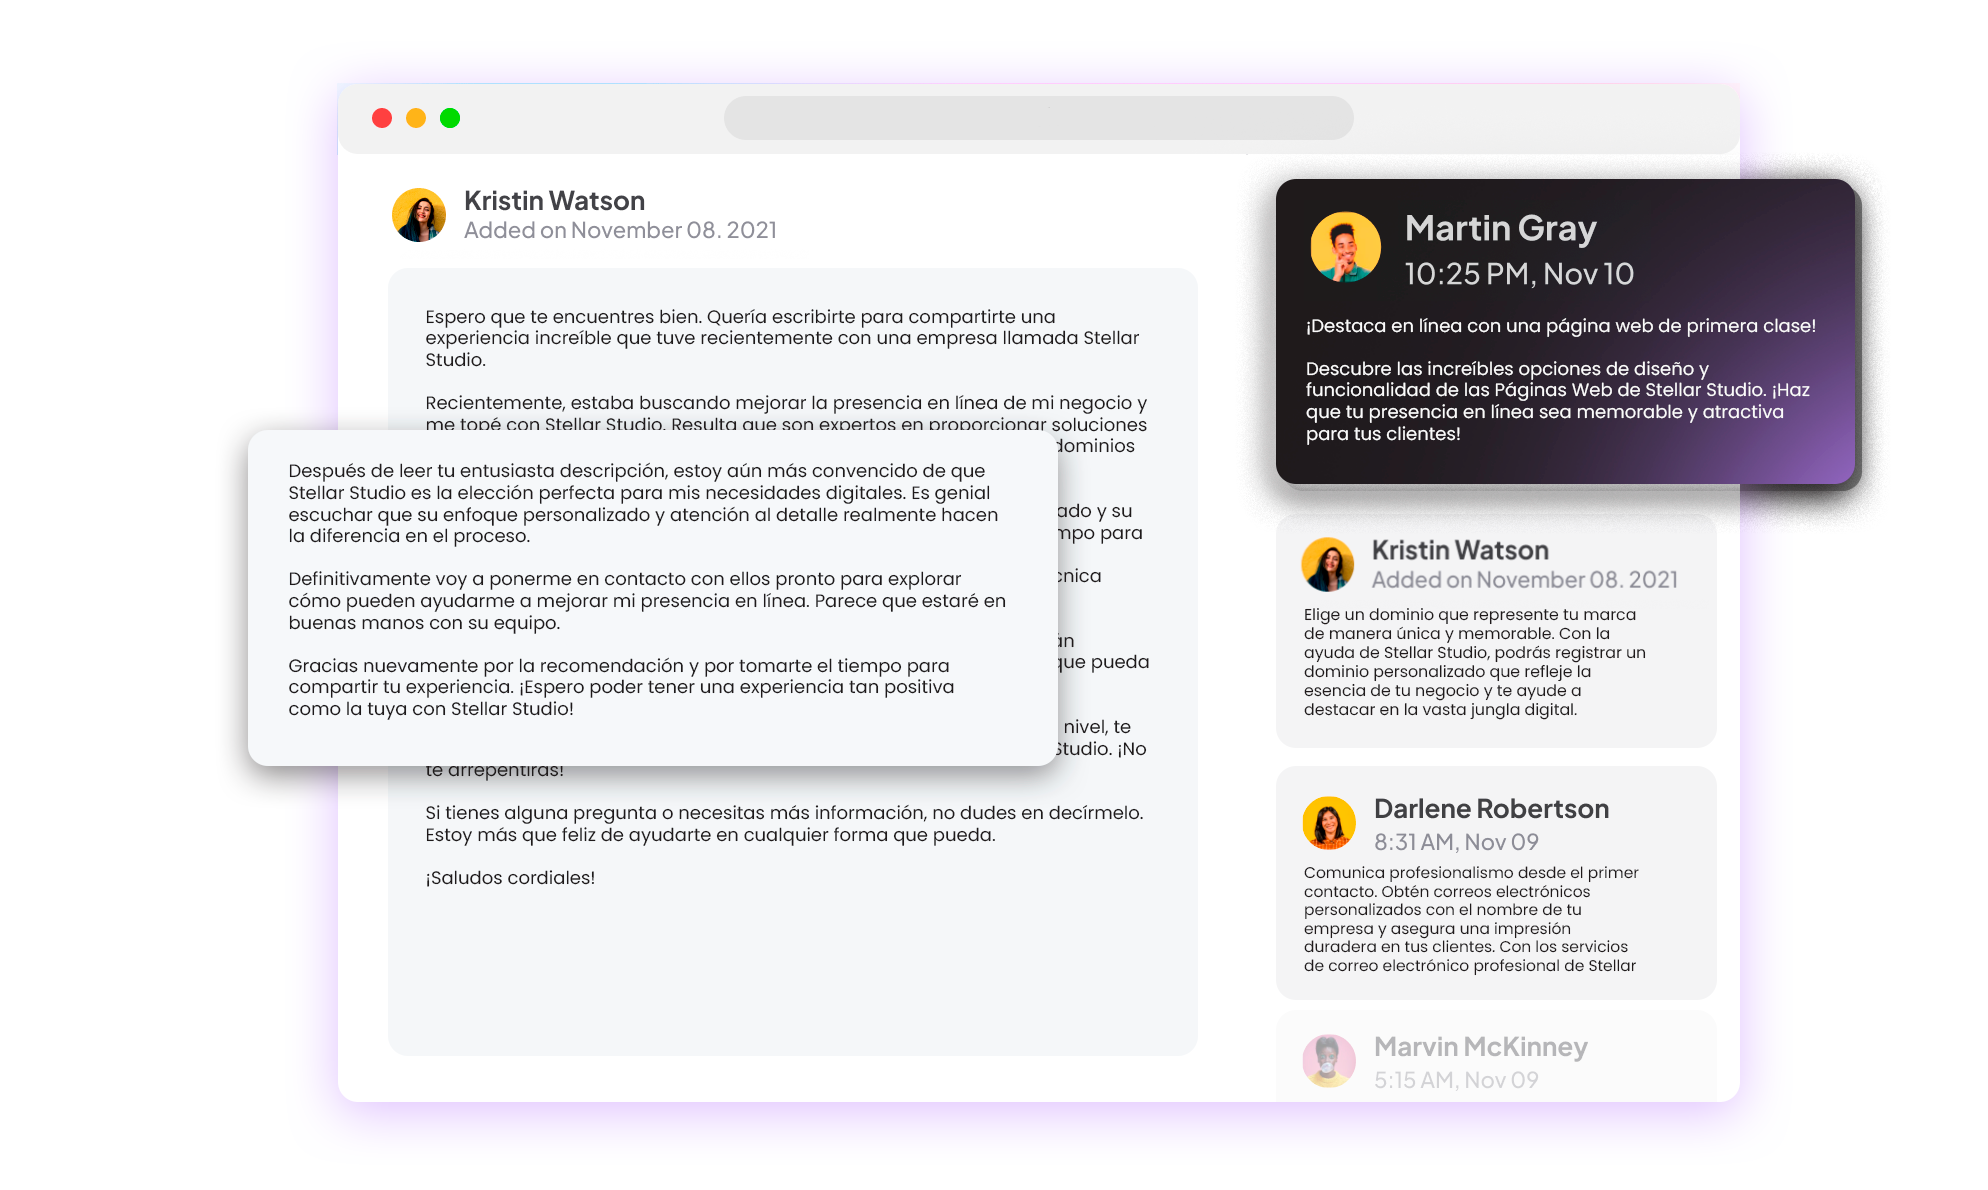 Kristin Watson
Added on November 08. 2021
Espero que te encuentres bien. Quería escribirte para compartirte una
experiencia increíble que tuve recientemente con una empresa llamada Stellar
Studio.
Recientemente, estaba buscando mejorar la presencia en línea de mi negocio y
me topé con Stellar Studio. Resulta que son expertos en proporcionar soluciones
dominios
y su
para
que pueda
nivel, te
Studio. ¡No
te arrepentirás!
Si tienes alguna pregunta o necesitas más información, no dudes en decírmelo.
Estoy más que feliz de ayudarte en cualquier forma que pueda.
¡Saludos cordiales!
Después de leer tu entusiasta descripción, estoy aún más convencido de que
Stellar Studio es la elección perfecta para mis necesidades digitales. Es genial
escuchar que su enfoque personalizado y atención al detalle realmente hacen
la diferencia en el proceso.
Definitivamente voy a ponerme en contacto con ellos pronto para explorar
cómo pueden ayudarme a mejorar mi presencia en línea. Parece que estaré en
buenas manos con su equipo.
Gracias nuevamente por la recomendación y por tomarte el tiempo para
compartir tu experiencia. ¡Espero poder tener una experiencia tan positiva
como la tuya con Stellar Studio!
Martin Gray
10:25 PM, Nov 10
¡Destaca en línea con una página web de primera clase!
Descubre las increíbles opciones de diseño y
funcionalidad de las Páginas Web de Stellar Studio. ¡Haz
que tu presencia en línea sea memorable y atractiva
para tus clientes!
Kristin Watson
Added on November 08. 2021
Elige un dominio que represente tu marca
de manera única y memorable. Con la
ayuda de Stellar Studio, podrás registrar un
dominio personalizado que refleje la
esencia de tu negocio y te ayude a
destacar en la vasta jungla digital.
Darlene Robertson
8:31 AM, Nov 09
Comunica profesionalismo desde el primer
contacto. Obtén correos electrónicos
personalizados con el nombre de tu
empresa y asegura una impresión
duradera en tus clientes. Con los servicios
de correo electrónico profesional de Stellar
Marvin McKinney
5:15 AM, Nov 09